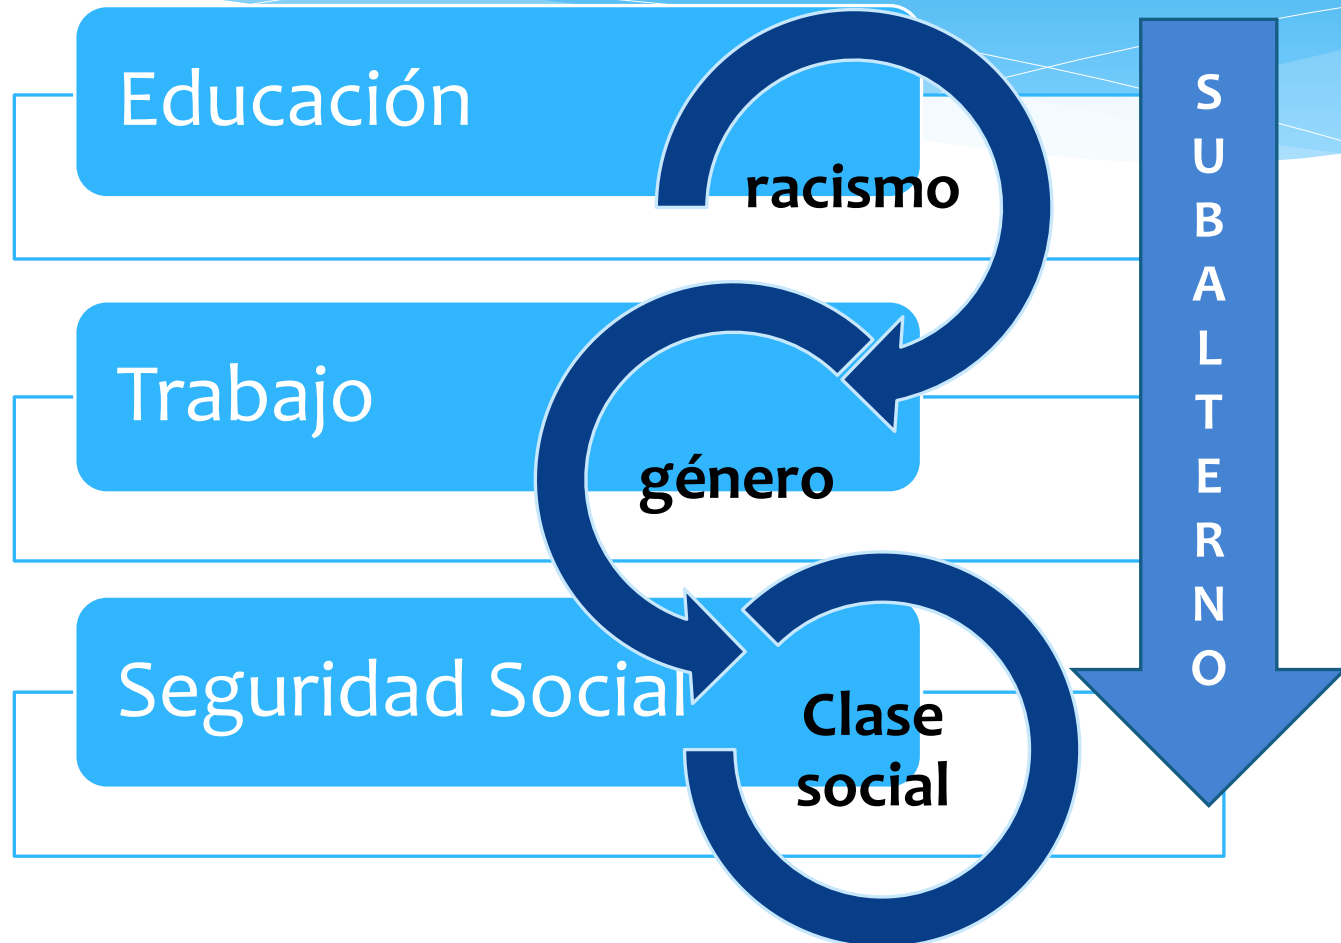 Educación
racismo
Trabajo
género
Seguridad Social
Clase
social
S
U
B
A
L
T
E
R
N
O